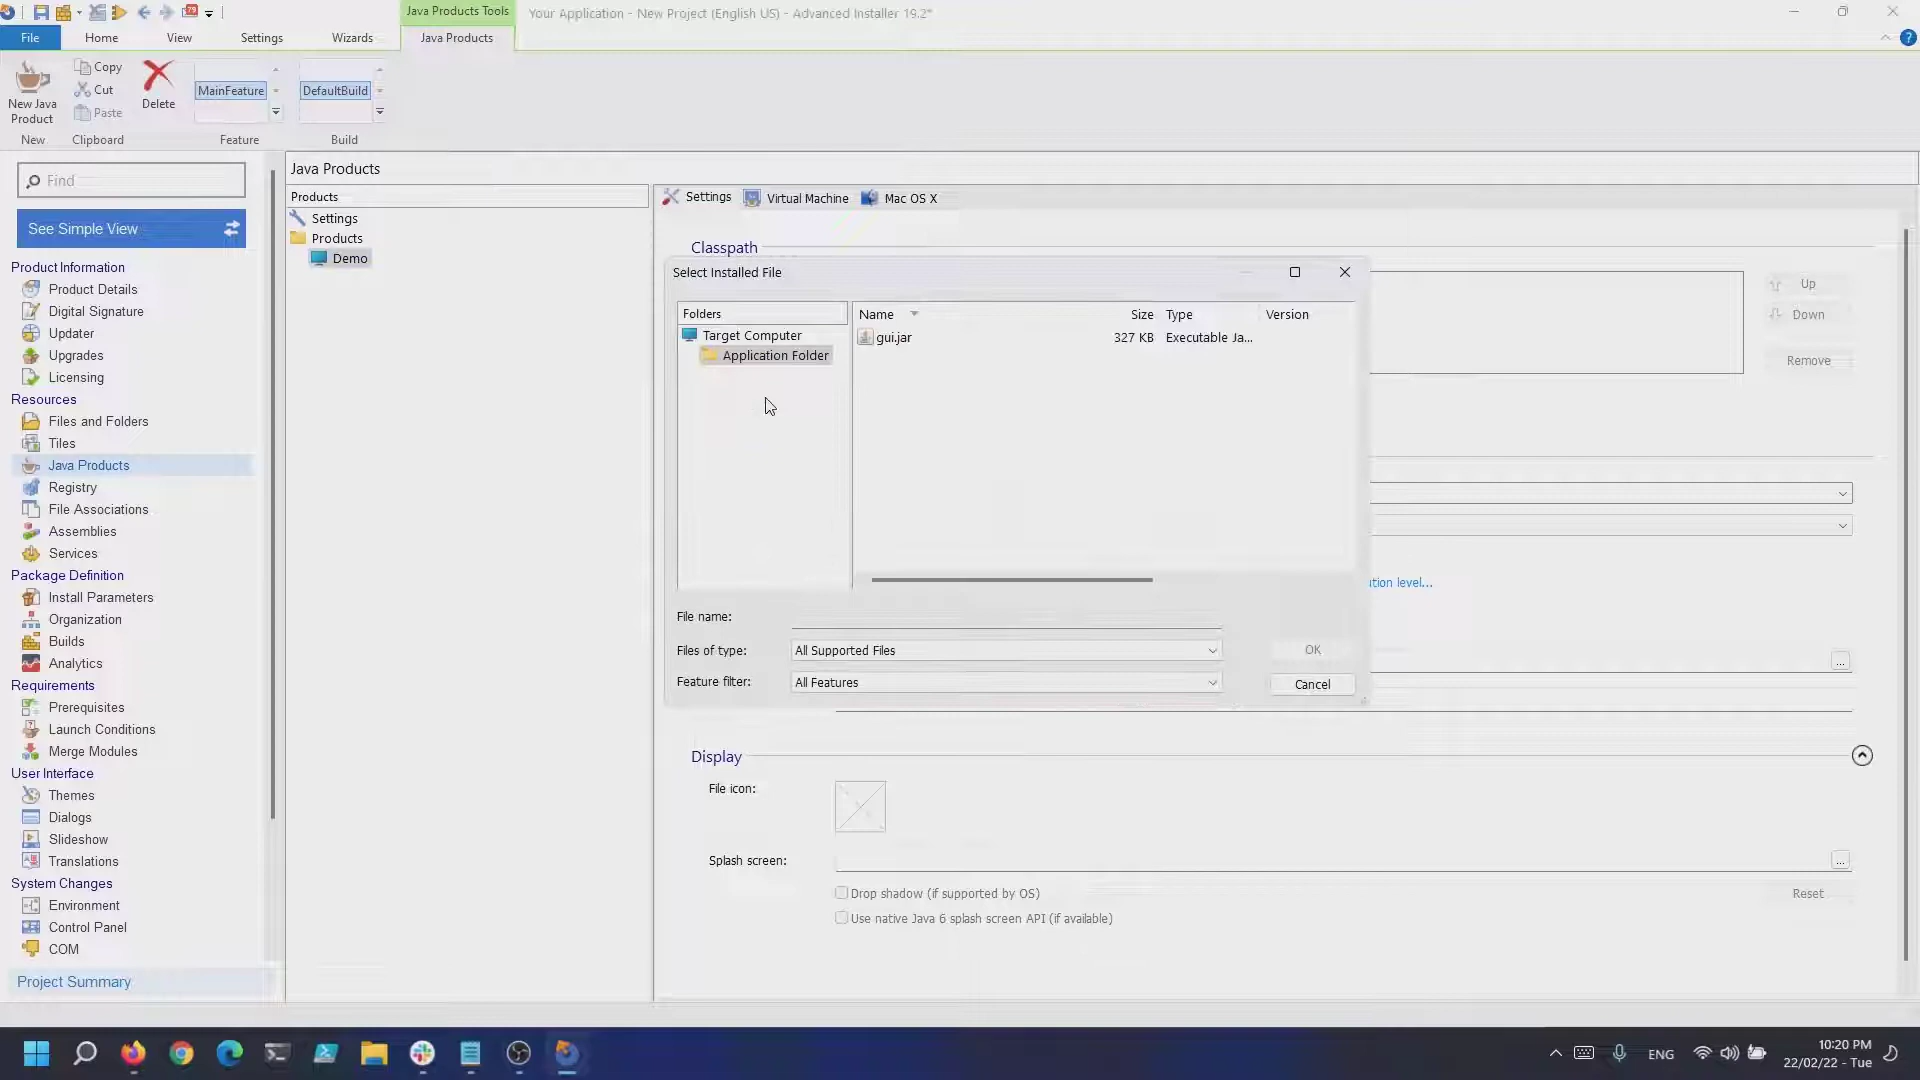 Java Products Tools
Your Application - New Project (English US) - Advanced Installer 19.2*
File
Home
View
Settings
Wizards
Java Products
New Java
Product
Copy
Cut
Paste
Delete
MainFeature
DefaultBuild
New
Clipboard
Feature
Build
Find
See Simple View
Product Information
Product Details
Digital Signature
Updater
Upgrades
Licensing
Resources
Files and Folders
Tiles
Java Products
Registry
File Associations
Assemblies
Services
Package Definition
Install Parameters
Organization
Builds
Analytics
Requirements
Prerequisites
Launch Conditions
Merge Modules
User Interface
Themes
Dialogs
Slideshow
Translations
System Changes
Environment
Control Panel
COM
Project Summary
Java Products
Products
Settings
Products
Demo
Settings
Virtual Machine
Mac OS X
Classpath
Up
Down
Remove
Select Installed File
Folders
Target Computer
Application Folder
Name
Size
Type
Version
gui.jar
327 KB
Executable Ja...
File name:
Files of type:
All Supported Files
Feature filter:
All Features
OK
Cancel
tion level...
...
Display
File icon:
Splash screen:
...
Drop shadow (if supported by OS)
Reset
Use native Java 6 splash screen API (if available)
ENG
10:20 PM
22/02/22 - Tue